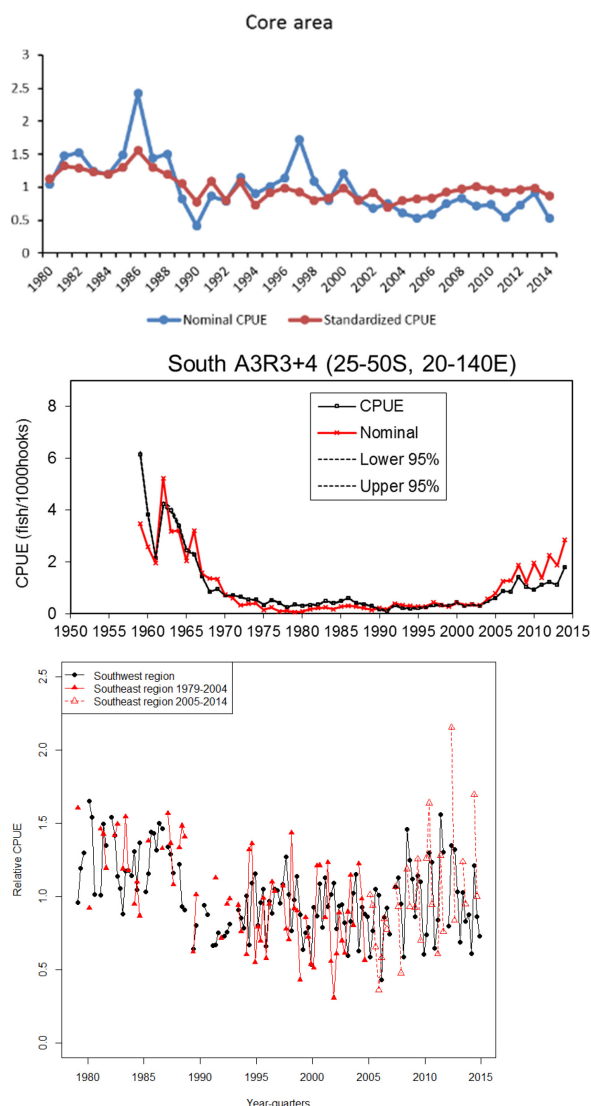 Core area
3
2.5
2
1.5
1
0.5
0
1980 1982 1984 1986 1988 1990 1992 1994 1996 1998 2000 2002 2004 2006 2008 2010 2012 2014
Nominal CPUE Standardized CPUE
South A3R3+4 (25-50S, 20-140E)
CPUE (fish/1000hooks)
8
6
4
2
0
CPUE
Nominal
Lower 95%
Upper 95%
1950 1955 1960 1965 1970 1975 1980 1985 1990 1995 2000 2005 2010 2015
Southwest region
Southeast region 1979-2004
Southeast region 2005-2014
Relative CPUE
2.5
2.0
1.5
1.0
0.5
0.0
1980 1985 1990 1995 2000 2005 2010 2015
Year-quarters